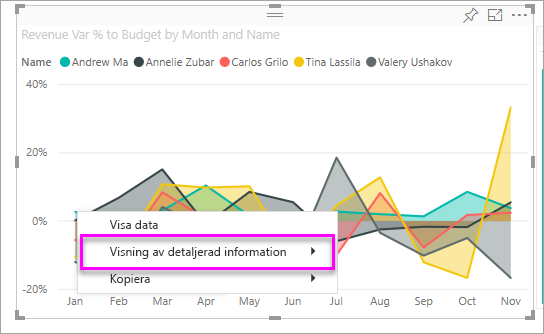 Revenue Var % to Budget by Month and Name
Name Andrew Ma Annelie Zubar Carlos Grilo Tina Lassila Valery Ushakov
40%
20%
0%
-20%
Visa data
Visning av detaljerad information
Kopiera
Jan Feb Mar Apr May Jun Jul Aug Sep Oct Nov